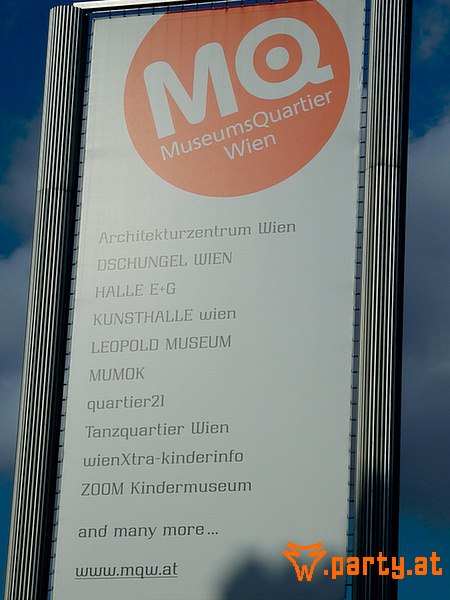 MQ
MuseumsQuartier
Wien
Architekturzentrum Wien
DSCHUNGEL WIEN
HALLE E+G
KUNSTHALLE wien
LEOPOLD MUSEUM
MUMOK
quartier21
Tanzquartier Wien
wienXtra-kinderinfo
ZOOM Kindermuseum
and many more...
www.mqw.at
w.party.at